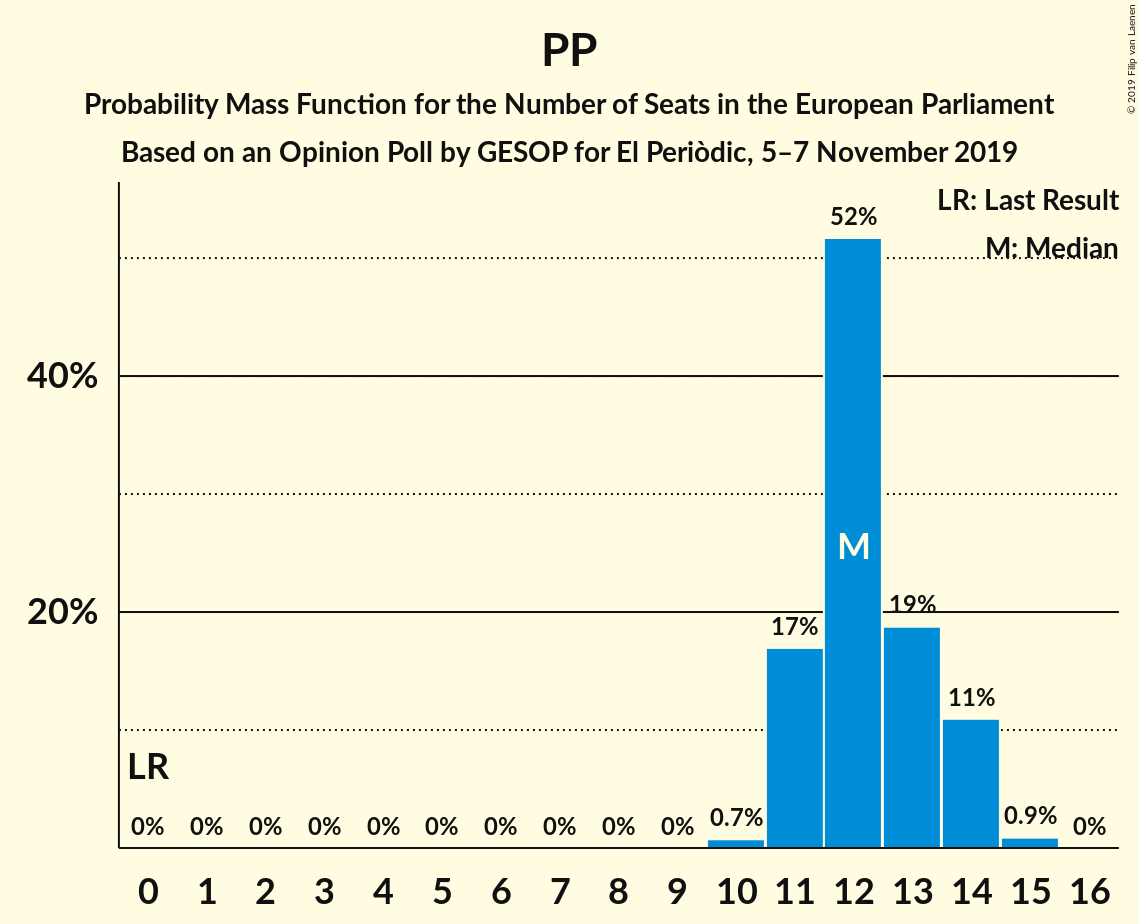 PP
Probability Mass Function for the Number of Seats in the European Parliament
Based on an Opinion Poll by GESOP for El Periòdic, 5–7 November 2019
© 2019 Filip van Laenen
LR: Last Result
M: Median
52%
40%
M
20%
19%
17%
11%
LR
0% 0% 0% 0% 0% 0% 0% 0% 0% 0% 0.7% 0.9% 0%
0 1 2 3 4 5 6 7 8 9 10 11 12 13 14 15 16